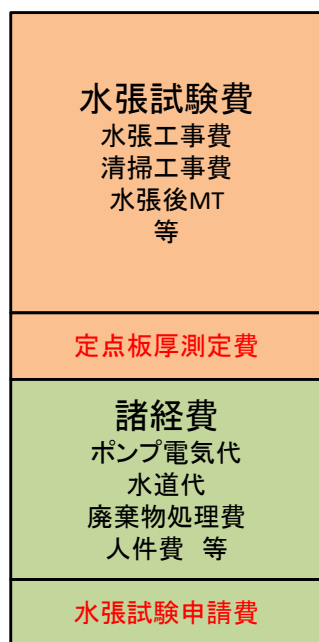 水張試験費
水張工事費
清掃工事費
水張後MT
等
定点板厚測定費
諸経費
ポンプ電気代
水道代
廃棄物処理費
人件費　等
水張試験申請費